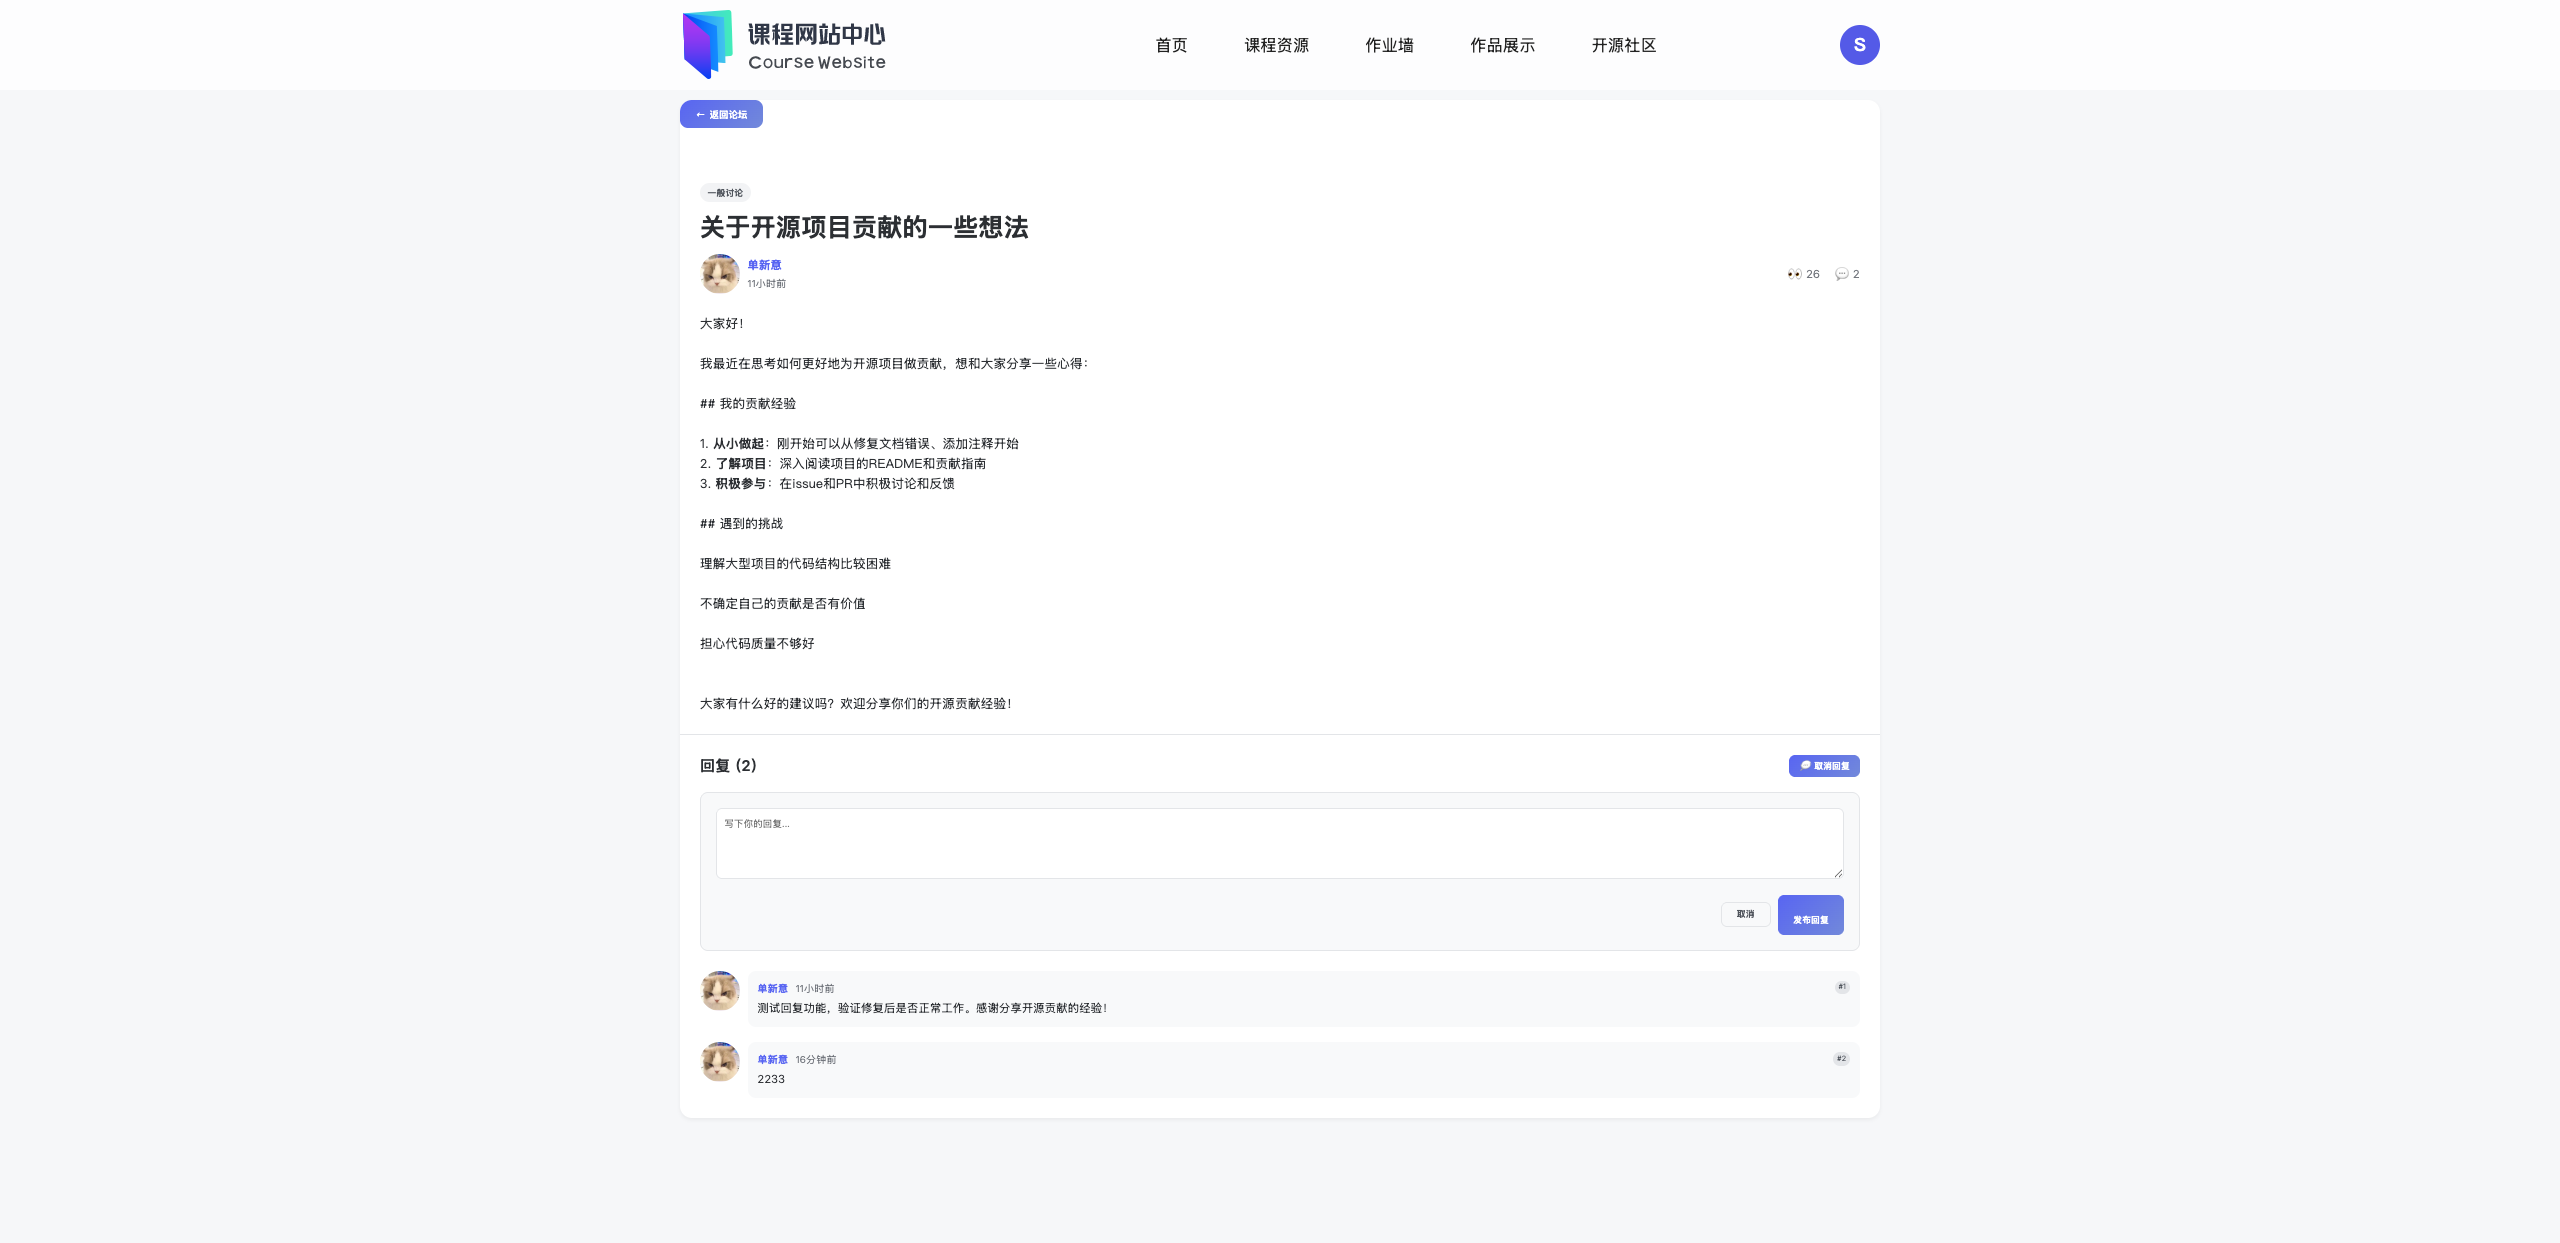 课程网站中心
Course Website
首页 课程资源 作业墙 作品展示 开源社区
S
← 返回论坛
一般讨论
关于开源项目贡献的一些想法
单新意
11小时前
26 2
大家好！
我最近在思考如何更好地为开源项目做贡献，想和大家分享一些心得：
## 我的贡献经验
1. 从小做起：刚开始可以从修复文档错误、添加注释开始
2. 了解项目：深入阅读项目的README和贡献指南
3. 积极参与：在issue和PR中积极讨论和反馈
## 遇到的挑战
理解大型项目的代码结构比较困难
不确定自己的贡献是否有价值
担心代码质量不够好
大家有什么好的建议吗？欢迎分享你们的开源贡献经验！
回复 (2)
取消回复
写下你的回复...
取消
发布回复
单新意 11小时前 #1
测试回复功能，验证修复后是否正常工作。感谢分享开源贡献的经验！
单新意 16分钟前 #2
2233